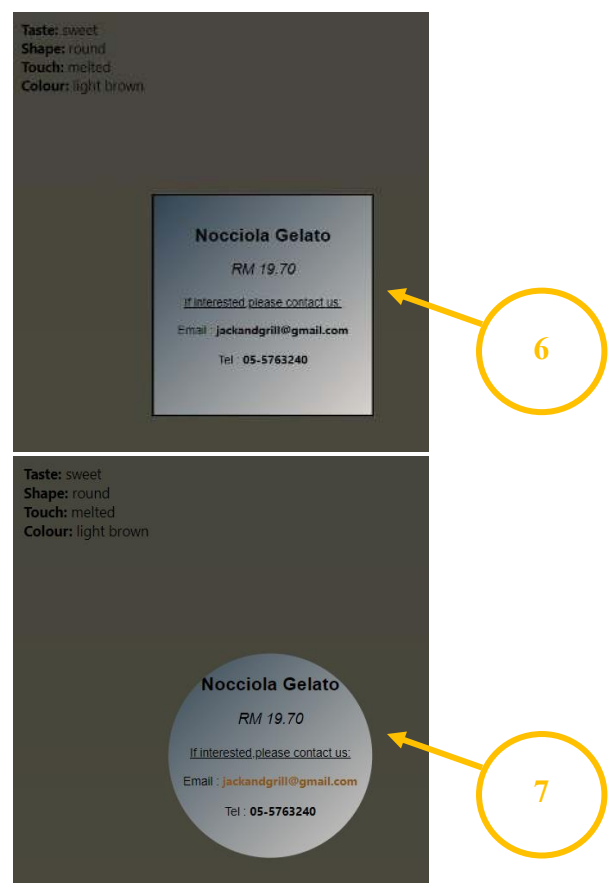 Taste: sweet
Shape: round
Touch: melted
Colour: light brown
Nocciola Gelato
RM 19.70
If interested,please contact us:
Email : jackandgrill@gmail.com
Tel : 05-5763240
6
Taste: sweet
Shape: round
Touch: melted
Colour: light brown
Nocciola Gelato
RM 19.70
If interested,please contact us:
Email : jackandgrill@gmail.com
Tel : 05-5763240
7